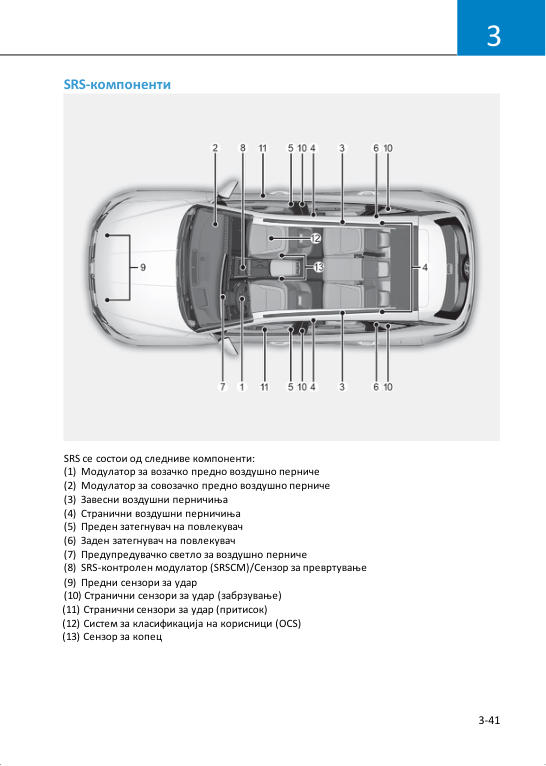 3
SRS-компоненти
2 8 11 5 10 4 3 6 10
12
9 13 4
7 1 11 5 10 4 3 6 10
SRS се состои од следниве компоненти:
(1) Модулатор за возачко предно воздушно перниче
(2) Модулатор за совозачко предно воздушно перниче
(3) Завесни воздушни перничиња
(4) Странични воздушни перничиња
(5) Преден затегнувач на повлекувач
(6) Заден затегнувач на повлекувач
(7) Предупредувачко светло за воздушно перниче
(8) SRS-контролен модулатор (SRSCM)/Сензор за превртување
(9) Предни сензори за удар
(10) Странични сензори за удар (забрзување)
(11) Странични сензори за удар (притисок)
(12) Систем за класификација на корисници (OCS)
(13) Сензор за копец
3-41